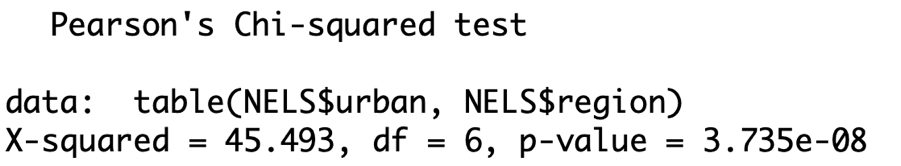 Pearson's Chi-squared test
data:  table(NELS$urban, NELS$region)
X-squared = 45.493, df = 6, p-value = 3.735e-08